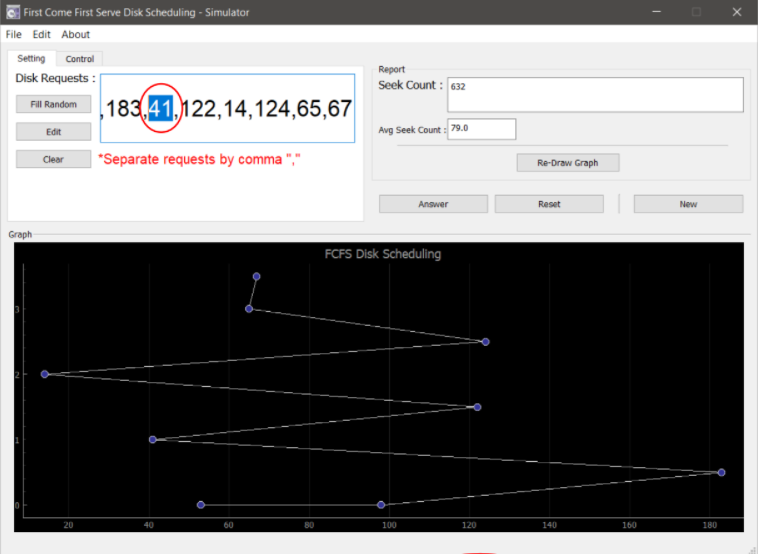 First Come First Serve Disk Scheduling - Simulator
File Edit About
Setting Control
Disk Requests :
,183,41,122,14,124,65,67
Fill Random
Edit
Clear
*Separate requests by comma ","
Report
Seek Count : 632
Avg Seek Count : 79.0
Re-Draw Graph
Answer Reset New
Graph
FCFS Disk Scheduling
3
2
1
0
20 40 60 80 100 120 140 160 180